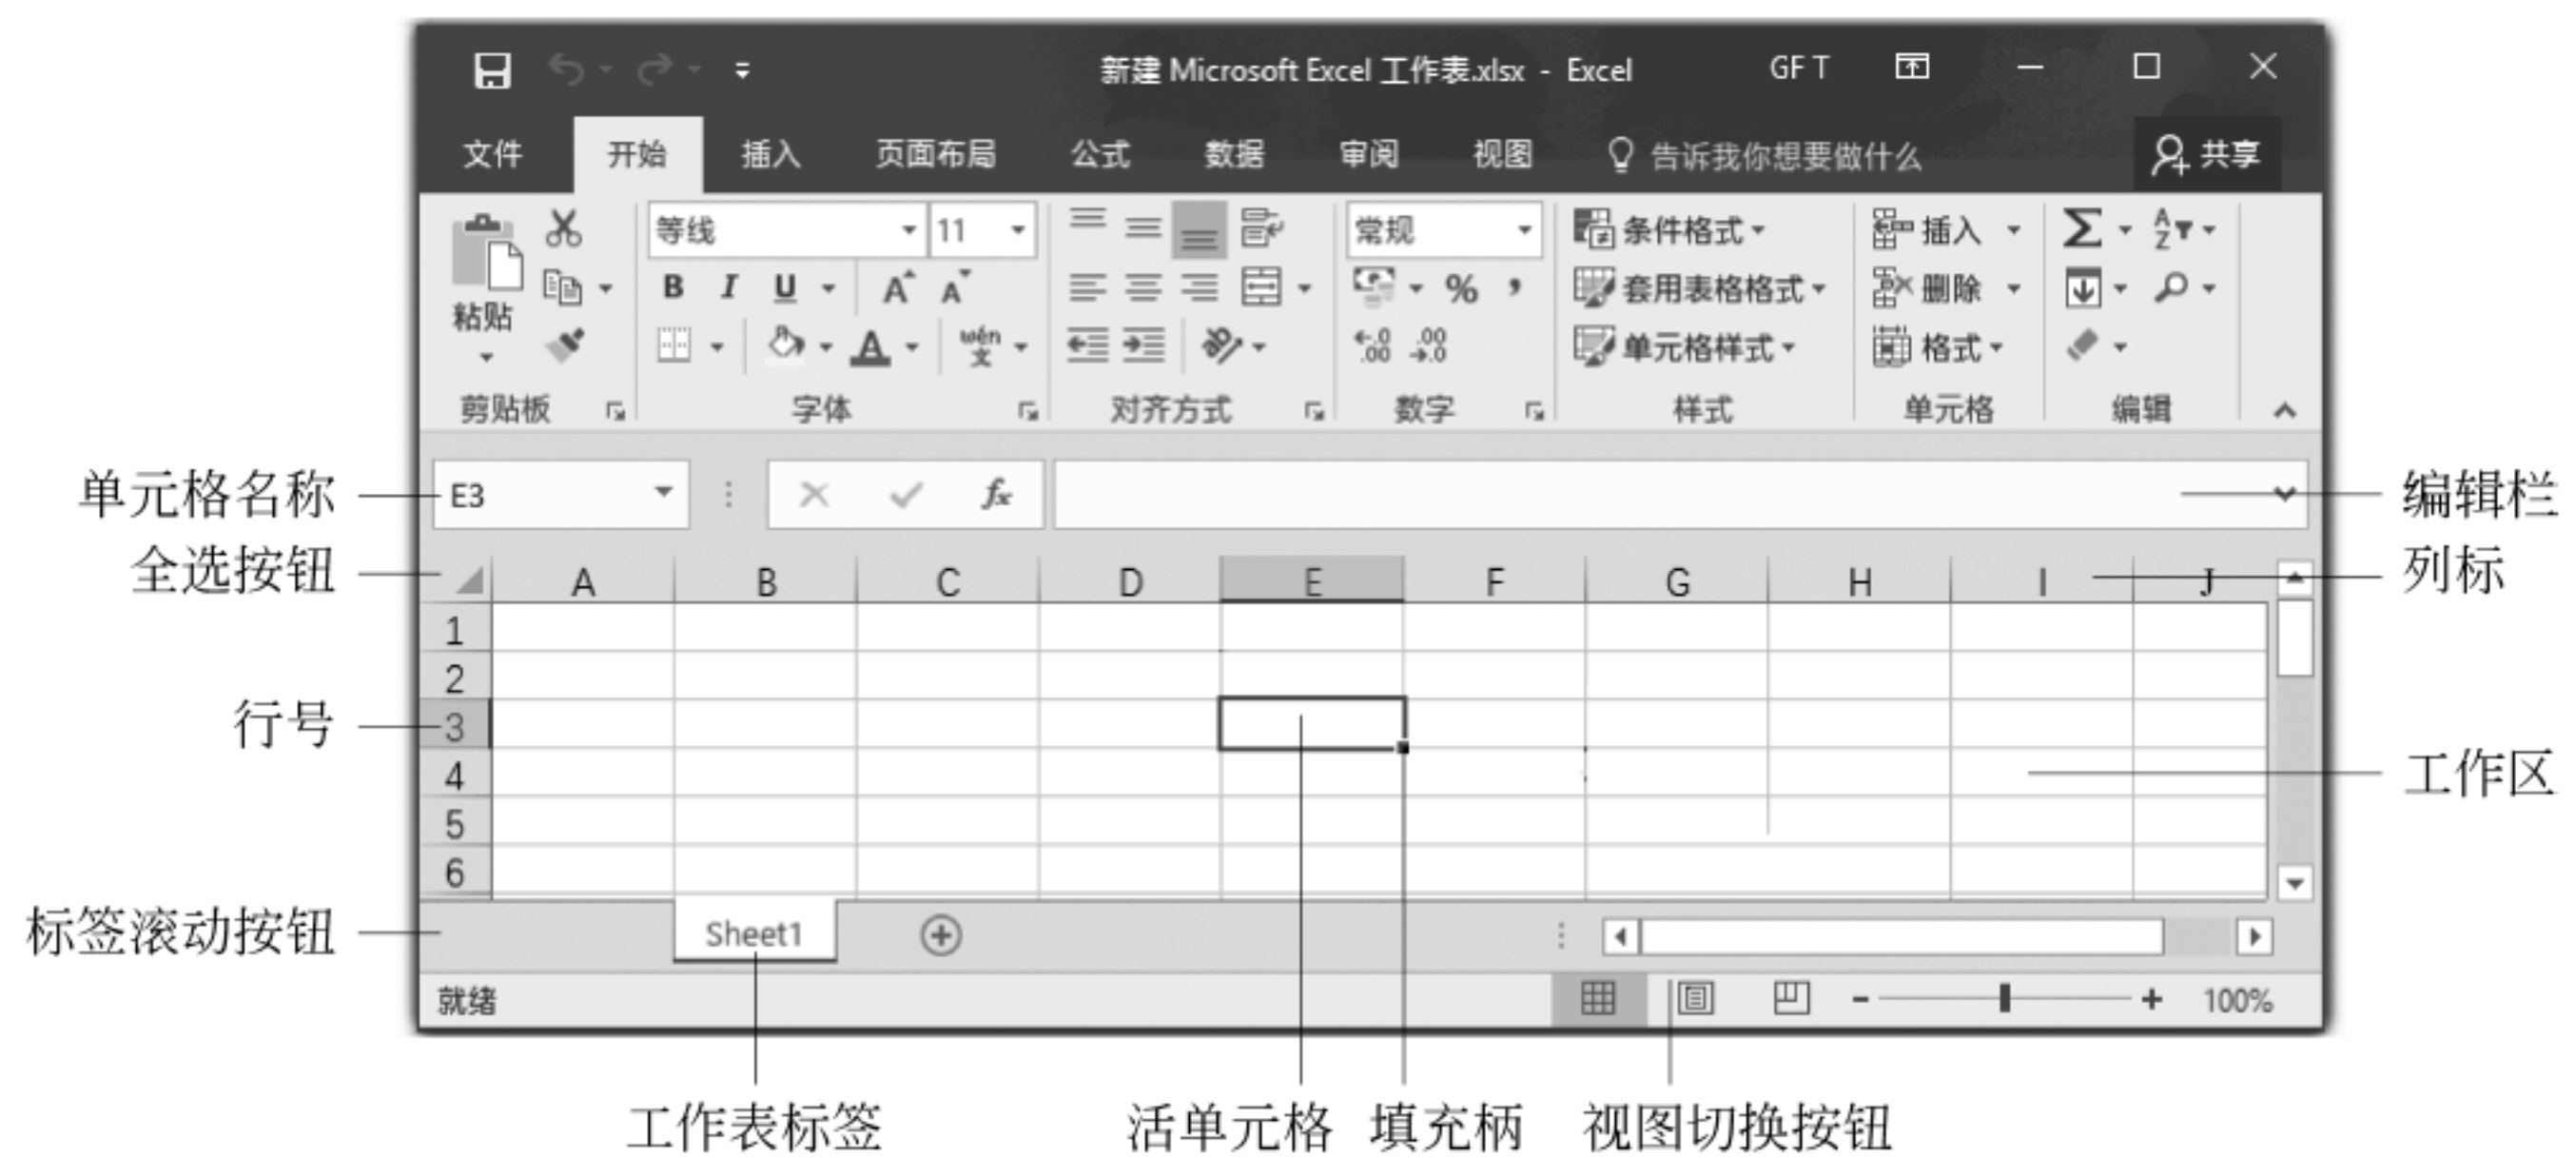 新建 Microsoft Excel 工作表.xlsx - Excel GF T
文件 开始 插入 页面布局 公式 数据 审阅 视图 告诉我你想要做什么 共享
等线 11 常规 条件格式 插入
B I U A A % , 套用表格格式 删除
粘贴
A wén 文 ab .0 .00 .00 .0 单元格样式 格式
剪贴板 字体 对齐方式 数字 样式 单元格 编辑
单元格名称 E3 fx 编辑栏
全选按钮 A B C D E F G H I J 列标
1
2
行号 3
4 工作区
5
6
标签滚动按钮 Sheet1
就绪 100%
工作表标签 活单元格 填充柄 视图切换按钮